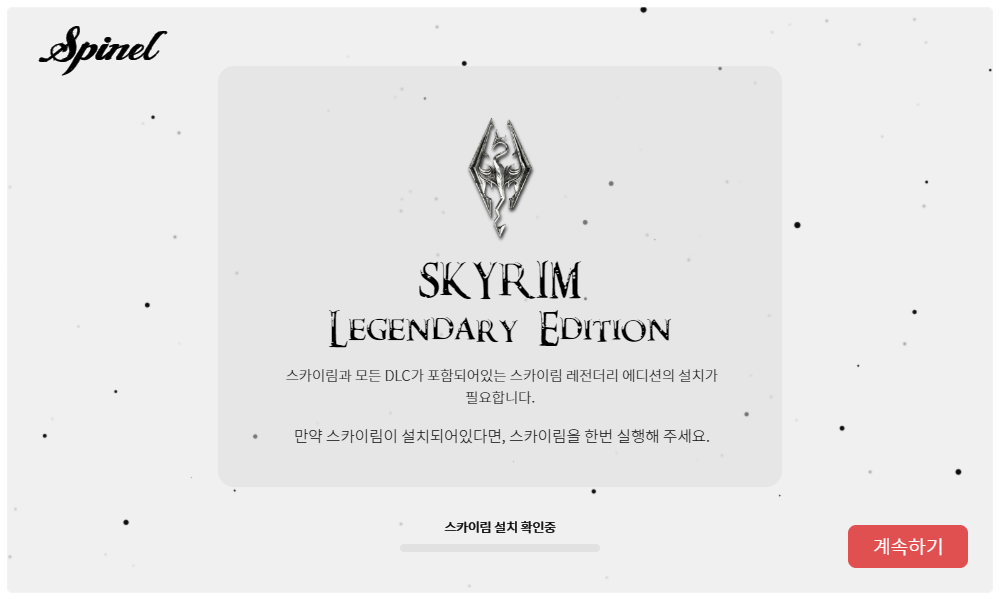 Spinel
SKYRIM
LEGENDARY EDITION
스카이림과 모든 DLC가 포함되어있는 스카이림 레전더리 에디션의 설치가
필요합니다.
만약 스카이림이 설치되어있다면, 스카이림을 한번 실행해 주세요.
스카이림 설치 확인중
계속하기